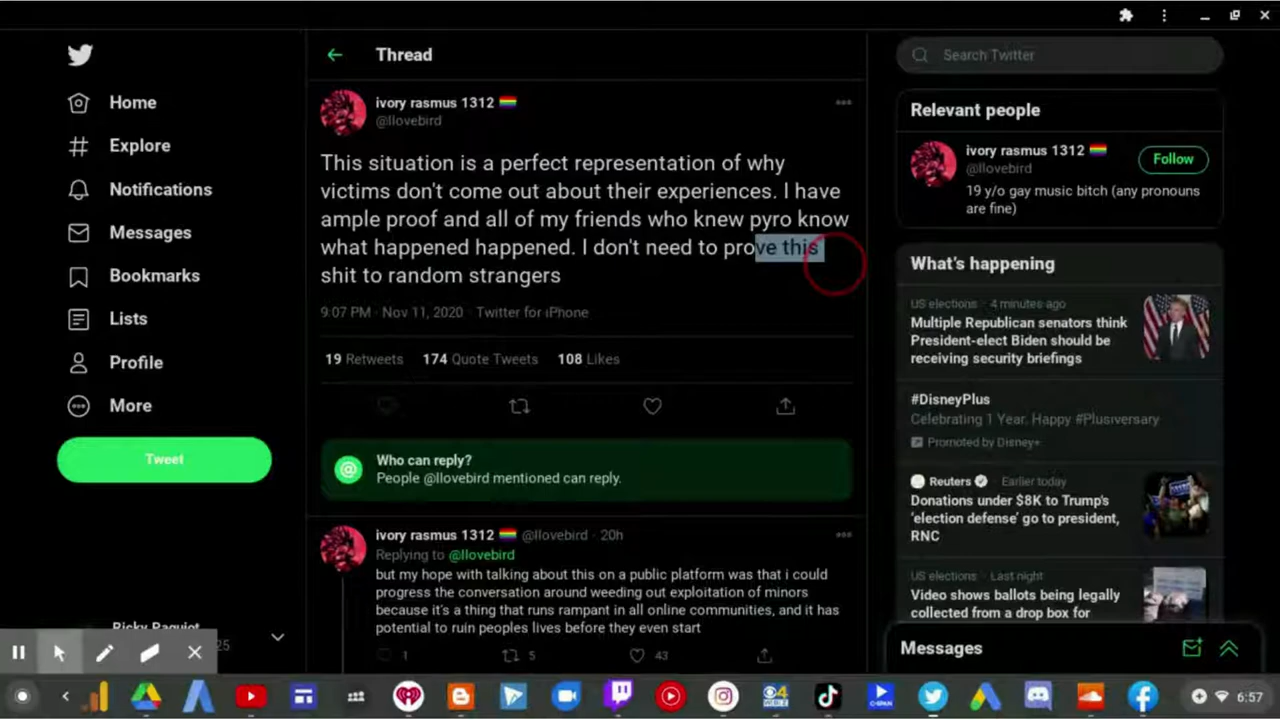 Home
Explore
Notifications
Messages
Bookmarks
Lists
Profile
More
Tweet
25
Thread
ivory rasmus 1312
@llovebird
This situation is a perfect representation of why
victims don't come out about their experiences. I have
ample proof and all of my friends who knew pyro know
what happened happened. I don't need to prove this
shit to random strangers
9:07 PM · Nov 11, 2020 · Twitter for iPhone
19 Retweets 174 Quote Tweets 108 Likes
Who can reply?
People @llovebird mentioned can reply.
ivory rasmus 1312 @llovebird · 20h
Replying to @llovebird
but my hope with talking about this on a public platform was that i could
progress the conversation around weeding out exploitation of minors
because it's a thing that runs rampant in all online communities, and it has
potential to ruin peoples lives before they even start
1 5 43
Search Twitter
Relevant people
ivory rasmus 1312
@llovebird
Follow
19 y/o gay music bitch (any pronouns
are fine)
What's happening
US elections · 4 minutes ago
Multiple Republican senators think
President-elect Biden should be
receiving security briefings
#DisneyPlus
Celebrating 1 Year. Happy #Plusiversary
Promoted by Disney+
Reuters · Earlier today
Donations under $8K to Trump's
'election defense' go to president,
RNC
US elections · Last night
Video shows ballots being legally
collected from a drop box for
Messages
6:57